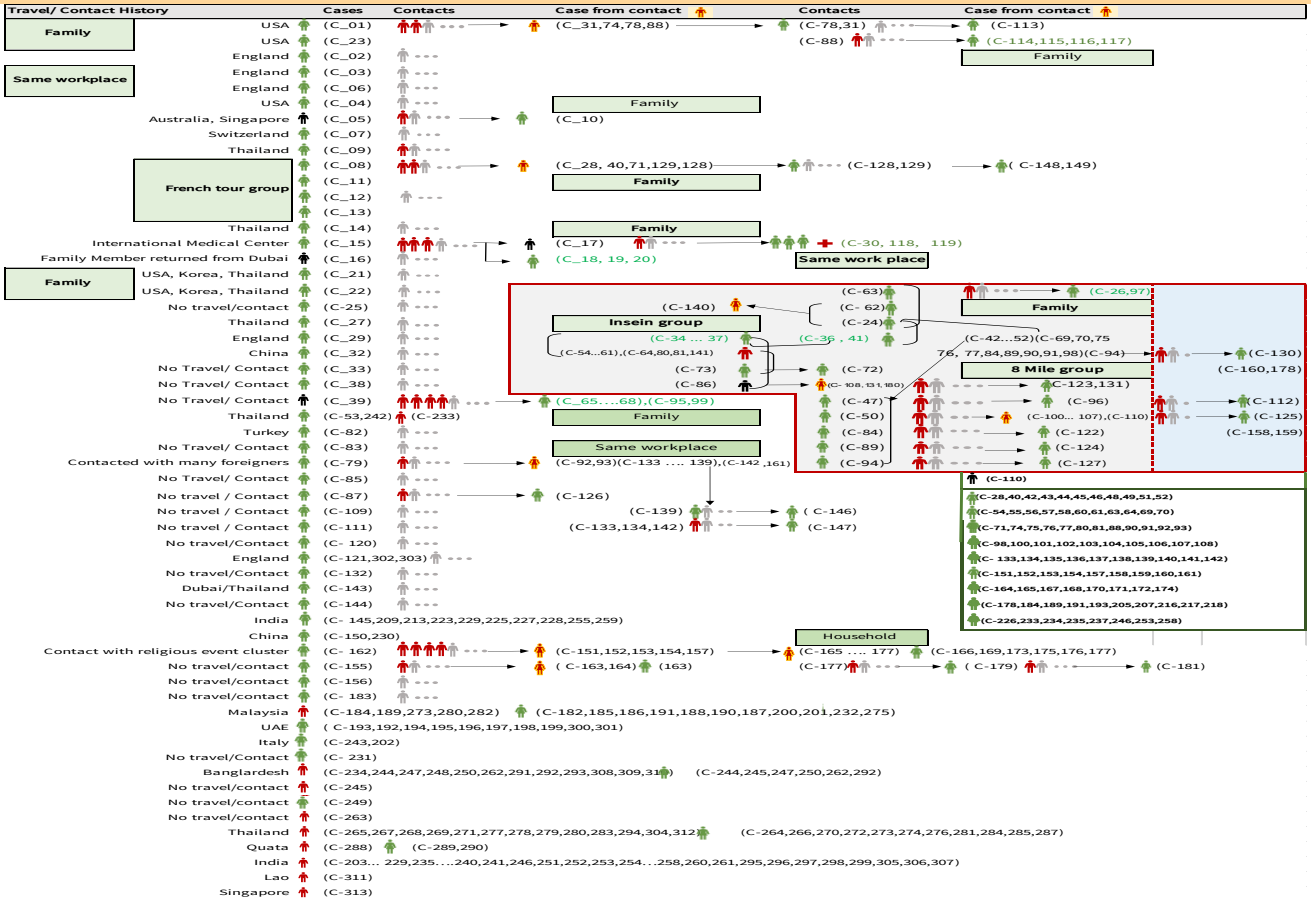 Travel/ Contact History Cases Contacts Case from contact Contacts Case from contact
Family
USA (C_01) (C_31,74,78,88) (C-78,31) (C-113)
USA (C_23) (C-88) (C-114,115,116,117)
England (C_02) Family
Same workplace
England (C_03)
England (C_06)
USA (C_04) Family
Australia, Singapore (C_05) (C_10)
Switzerland (C_07)
Thailand (C_09)
(C_08) (C_28, 40,71,129,128) (C-128,129) ( C-148,149)
French tour group (C_11) Family
(C_12)
(C_13)
Thailand (C_14) Family
International Medical Center (C_15) (C_17) (C-30, 118, 119)
Family Member returned from Dubai (C_16) (C_18, 19, 20) Same work place
Family
USA, Korea, Thailand (C_21)
USA, Korea, Thailand (C_22) (C-63) (C-26,97)
No travel/contact (C-25) (C-140) (C- 62) Family
Thailand (C_27) Insein group (C-24)
England (C_29) (C-34 ... 37) (C-36 , 41) (C-42...52)(C-69,70,75
China (C_32) (C-54...61),(C-64,80,81,141) 76, 77,84,89,90,91,98)(C-94) (C-130)
No Travel/ Contact (C_33) (C-73) (C-72) 8 Mile group (C-160,178)
No Travel/ Contact (C_38) (C-86) (C- 108,131,180) (C-123,131)
No Travel/ Contact (C_39) (C_65....68),(C-95,99) (C-47) (C-96) (C-112)
Thailand (C-53,242) (C-233) Family (C-50) (C-100... 107),(C-110) (C-125)
Turkey (C-82) (C-84) (C-122) (C-158,159)
No Travel/ Contact (C-83) Same workplace (C-89) (C-124)
Contacted with many foreigners (C-79) (C-92,93)(C-133 .... 139),(C-142 ,161) (C-94) (C-127)
No Travel/ Contact (C-85) (C-110)
No travel / Contact (C-87) (C-126) (C-28,40,42,43,44,45,46,48,49,51,52)
No travel / Contact (C-109) (C-139) ( C-146) (C-54,55,56,57,58,60,61,63,64,69,70)
No travel / Contact (C-111) (C-133,134,142) (C-147) (C-71,74,75,76,77,80,81,88,90,91,92,93)
No travel/contact (C- 120) (C-98,100,101,102,103,104,105,106,107,108)
England (C-121,302,303) (C- 133,134,135,136,137,138,139,140,141,142)
No travel/Contact (C-132) (C-151,152,153,154,157,158,159,160,161)
Dubai/Thailand (C-143) (C-164,165,167,168,170,171,172,174)
No travel/Contact (C-144) (C-178,184,189,191,193,205,207,216,217,218)
India (C- 145,209,213,223,229,225,227,228,255,259) (C-226,233,234,235,236,246,253,258)
China (C-150,230) Household
Contact with religious event cluster (C- 162) (C-151,152,153,154,157) (C-165 .... 177) (C-166,169,173,175,176,177)
No travel/contact (C-155) ( C-163,164) (163) (C-177) ( C-179) (C-181)
No travel/contact (C-156)
No travel/contact (C- 183)
Malaysia (C-184,189,273,280,282) (C-182,185,186,191,188,190,187,200,201,232,275)
UAE ( C-193,192,194,195,196,197,198,199,300,301)
Italy (C-243,202)
No travel/Contact (C- 231)
Banglardesh (C-234,244,247,248,250,262,291,292,293,308,309,31 ) (C-244,245,247,250,262,292)
No travel/contact (C-245)
No travel/contact (C-249)
No travel/contact (C-263)
Thailand (C-265,267,268,269,271,277,278,279,280,283,294,304,312) (C-264,266,270,272,273,274,276,281,284,285,287)
Quata (C-288) (C-289,290)
India (C-203... 229,235....240,241,246,251,252,253,254...258,260,261,295,296,297,298,299,305,306,307)
Lao (C-311)
Singapore (C-313)